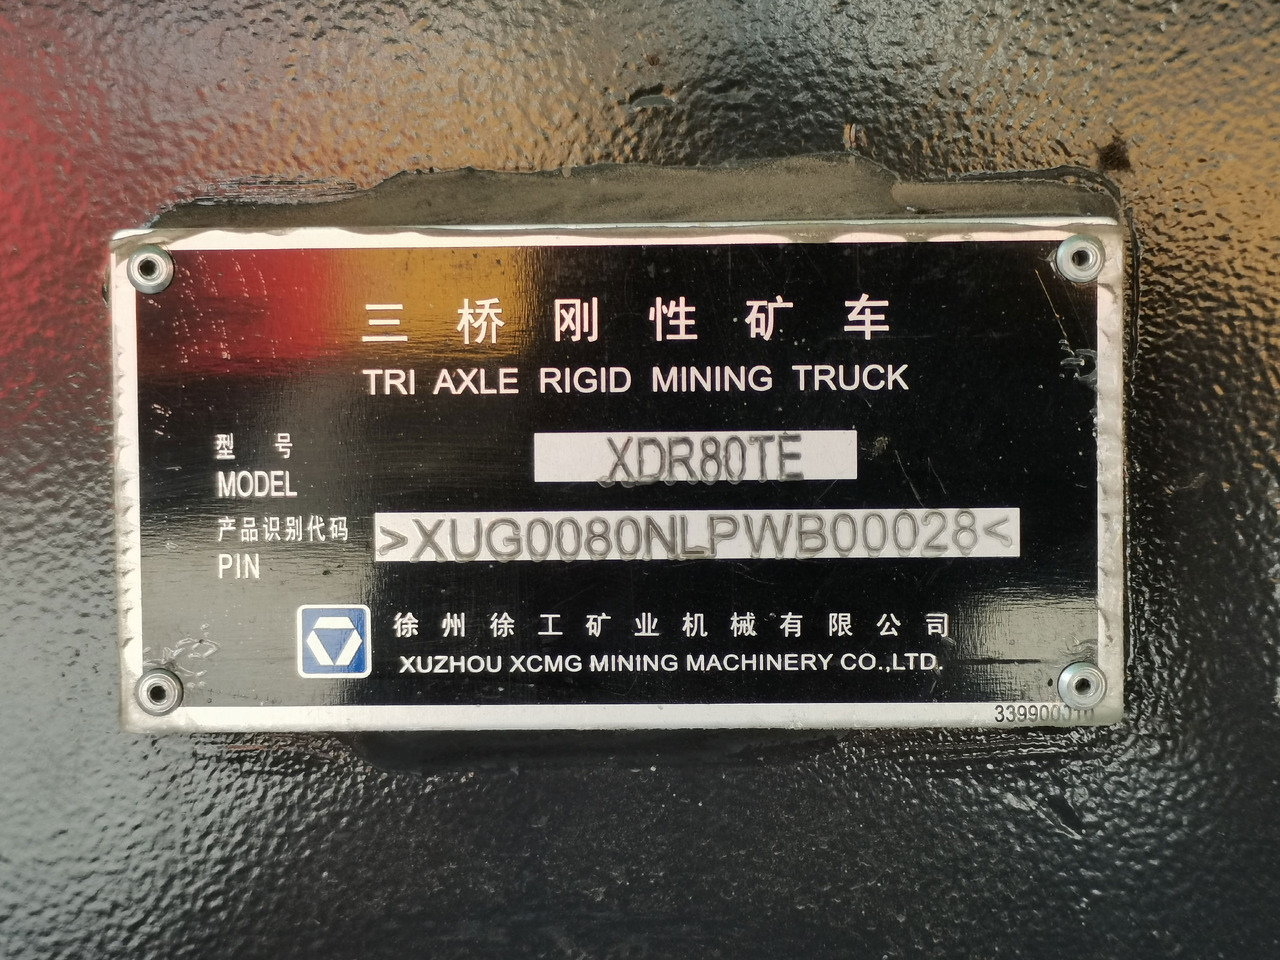 三桥刚性矿车
TRI AXLE RIGID MINING TRUCK
型号 XDR80TE
MODEL
产品识别代码 >XUG0080NLPWB00028<
PIN
徐州徐工矿业机械有限公司
XUZHOU XCMG MINING MACHINERY CO.,LTD.